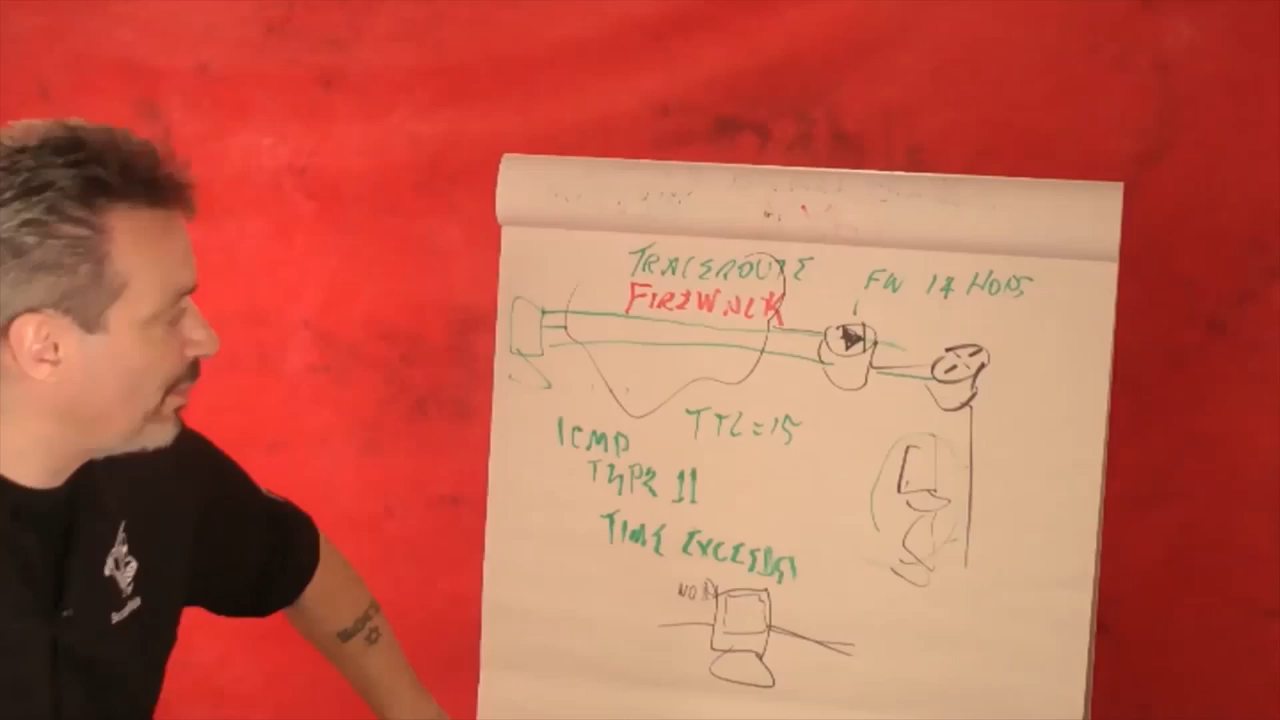 TRACEROUTE
FIREWALK
FW 14 HOPS
TTL=15
ICMP
TYPE 11
TIME EXCEEDED